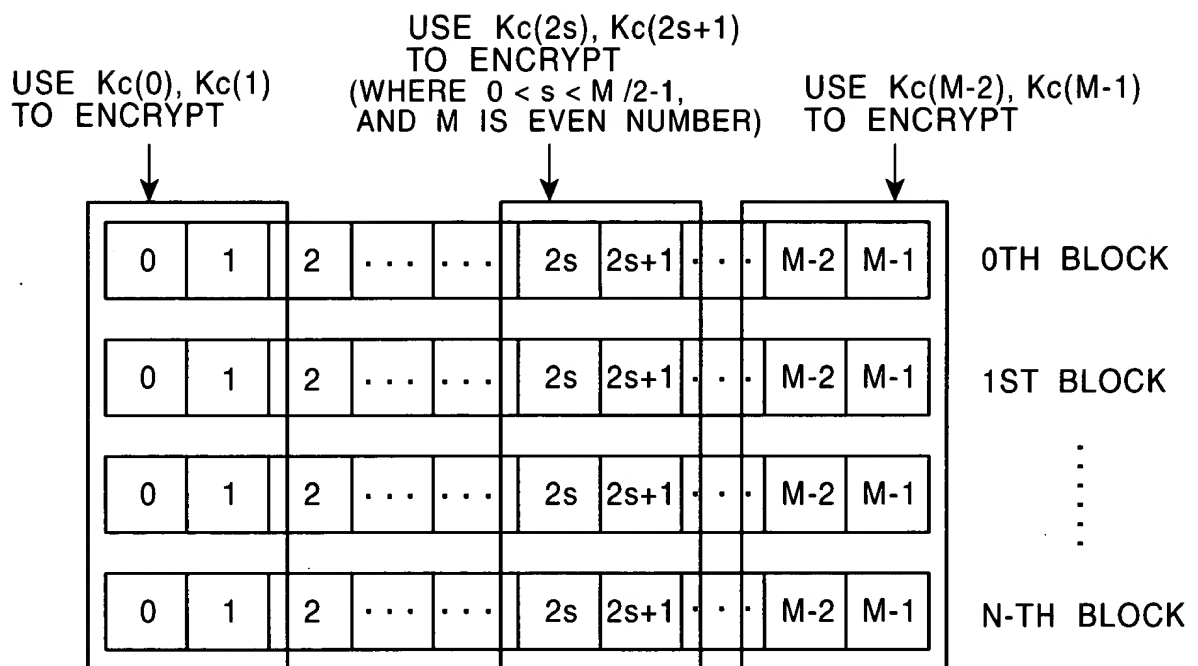 USE Kc(0), Kc(1)
TO ENCRYPT
USE Kc(2s), Kc(2s+1)
TO ENCRYPT
(WHERE 0 < s < M /2-1,
AND M IS EVEN NUMBER)
USE Kc(M-2), Kc(M-1)
TO ENCRYPT
0 1 2 ··· ··· 2s 2s+1 ··· M-2 M-1 0TH BLOCK
0 1 2 ··· ··· 2s 2s+1 ··· M-2 M-1 1ST BLOCK
0 1 2 ··· ··· 2s 2s+1 ··· M-2 M-1
0 1 2 ··· ··· 2s 2s+1 ··· M-2 M-1 N-TH BLOCK